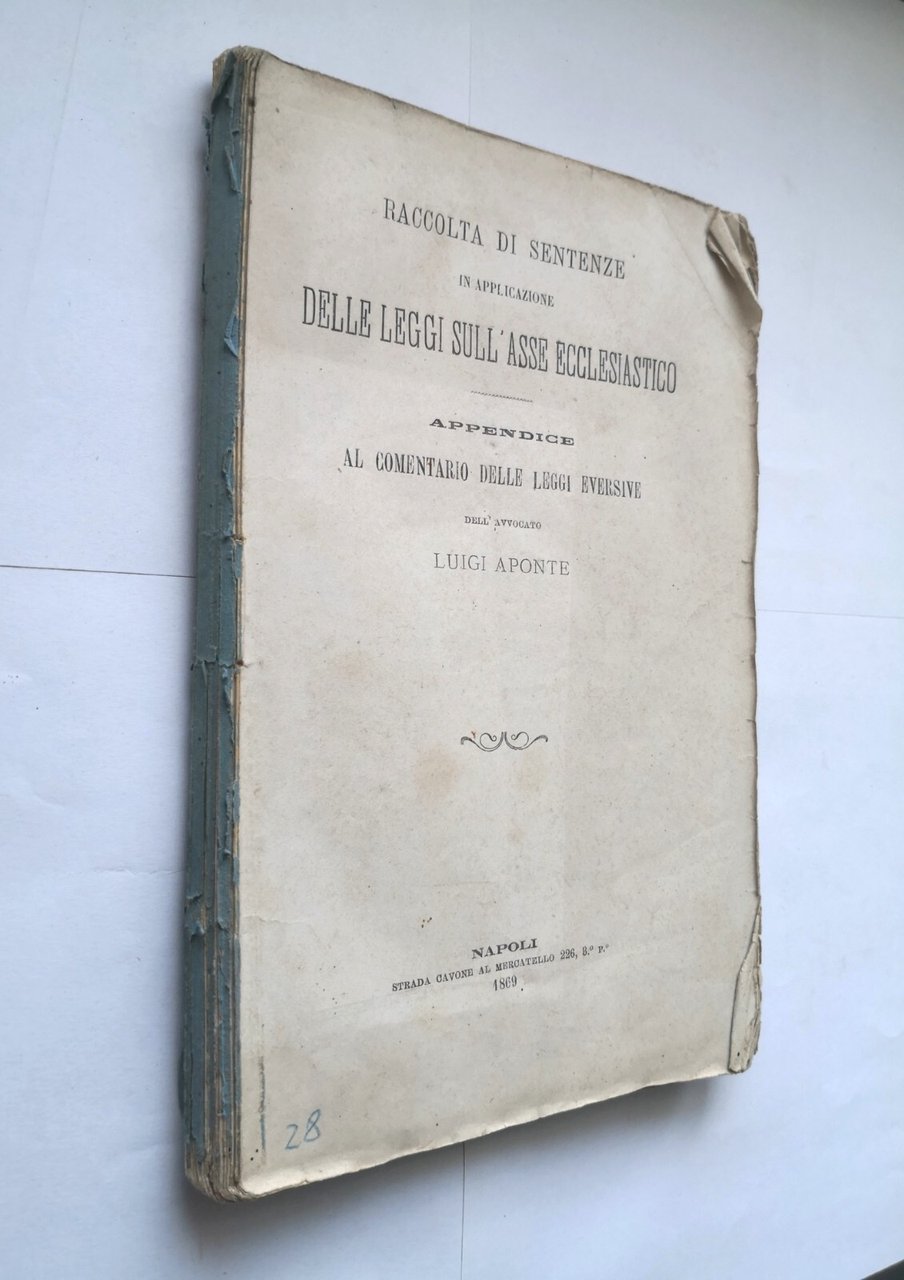 RACCOLTA DI SENTENZE
IN APPLICAZIONE
DELLE LEGGI SULL'ASSE ECCLESIASTICO
APPENDICE
AL COMENTARIO DELLE LEGGI EVERSIVE
DELL'AVVOCATO
LUIGI APONTE
NAPOLI
STRADA CAVONE AL MERCATELLO 226, 3.º P.º
1869
28